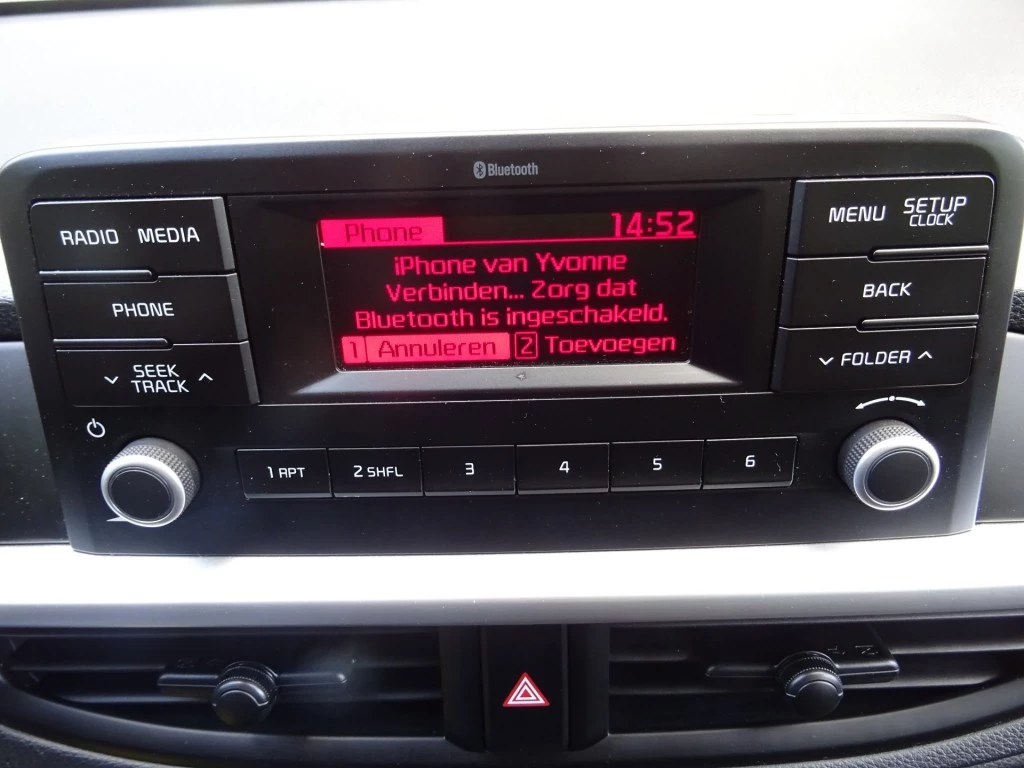 Bluetooth
RADIO MEDIA
PHONE
SEEK
TRACK
Phone 14:52
iPhone van Yvonne
Verbinden... Zorg dat
Bluetooth is ingeschakeld.
1 Annuleren 2 Toevoegen
MENU SETUP
CLOCK
BACK
FOLDER
1 RPT 2 SHFL 3 4 5 6